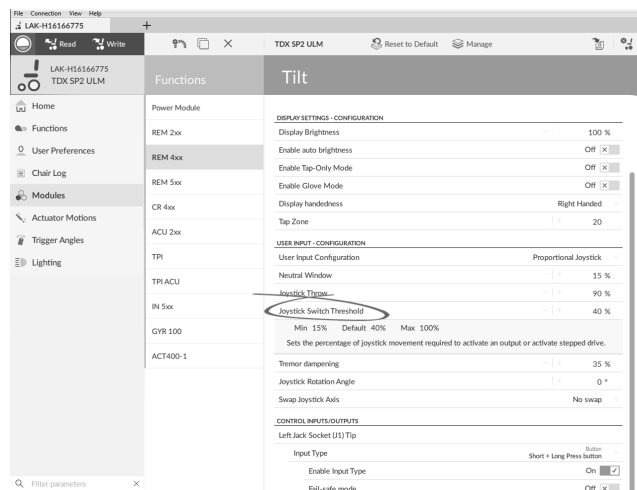 File Connection View Help
LAK-H16166775 +
Read Write TDX SP2 ULM Reset to Default Manage
LAK-H16166775
TDX SP2 ULM
Functions
Tilt
Home
Functions
User Preferences
Chair Log
Modules
Actuator Motions
Trigger Angles
Lighting
Power Module
REM 2xx
REM 4xx
REM 5xx
CR 4xx
ACU 2xx
TPI
TPI ACU
IN 5xx
GYR 100
ACT400-1
DISPLAY SETTINGS - CONFIGURATION
Display Brightness - + 100 %
Enable auto brightness Off
Enable Tap-Only Mode Off
Enable Glove Mode Off
Display handedness Right Handed
Tap Zone - + 20
USER INPUT - CONFIGURATION
User Input Configuration Proportional Joystick
Neutral Window - + 15 %
Joystick Throw - + 90 %
Joystick Switch Threshold - + 40 %
Min 15% Default 40% Max 100%
Sets the percentage of joystick movement required to activate an output or activate stepped drive.
Tremor dampening - + 35 %
Joystick Rotation Angle - + 0 °
Swap Joystick Axis No swap
CONTROL INPUTS/OUTPUTS
Left Jack Socket (J1) Tip
Button
Input Type Short + Long Press button
Enable Input Type On
Fail-safe mode Off
Filter parameters